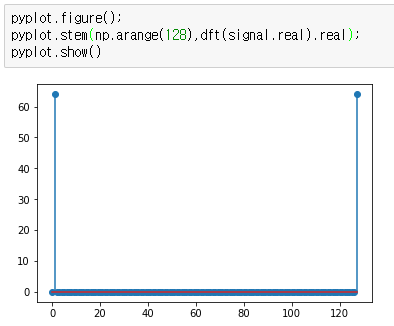 pyplot.figure();
pyplot.stem(np.arange(128),dft(signal.real).real);
pyplot.show()
60
50
40
30
20
10
0
0 20 40 60 80 100 120